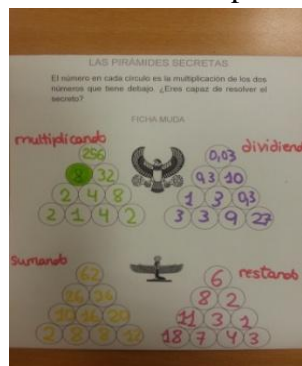 LAS PIRÁMIDES SECRETAS
El número en cada círculo es la multiplicación de los dos
números que tiene debajo. ¿Eres capaz de resolver el
secreto?
FICHA MUDA
multiplicando
256
8 32
2 4 8
2 1 4 2
dividiend
0,03
0,3 10
1 3 0,3
3 3 9 27
sumando
62
26 36
10 16 20
2 8 8 12
restando
6
8 2
11 3 1
18 7 4 3